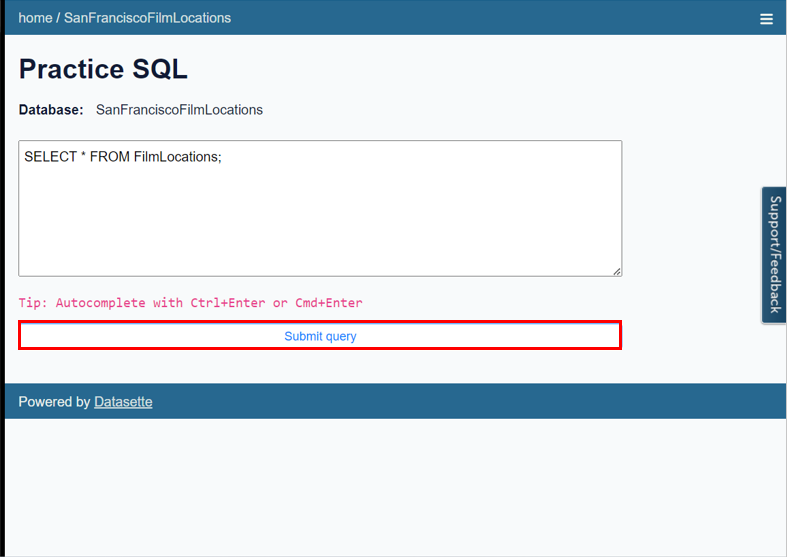 home / SanFranciscoFilmLocations
Practice SQL
Database: SanFranciscoFilmLocations
SELECT * FROM FilmLocations;
Support/Feedback
Tip: Autocomplete with Ctrl+Enter or Cmd+Enter
Submit query
Powered by Datasette